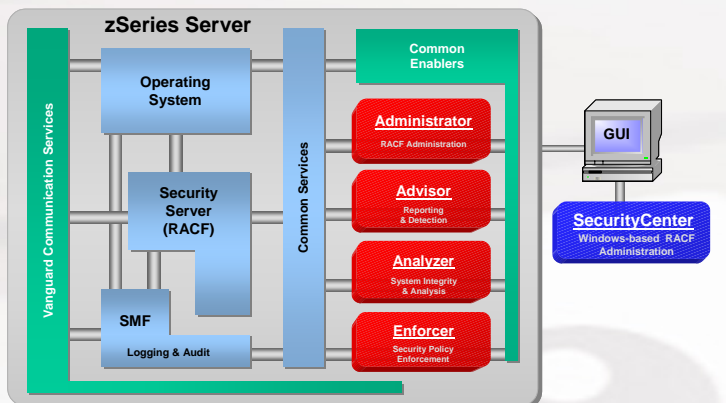 zSeries Server
Vanguard Communication Services
Operating
System
Security
Server
(RACF)
SMF
Logging & Audit
Common Services
Common
Enablers
Administrator
RACF Administration
Advisor
Reporting
& Detection
Analyzer
System Integrity
& Analysis
Enforcer
Security Policy
Enforcement
GUI
SecurityCenter
Windows-based RACF
Administration